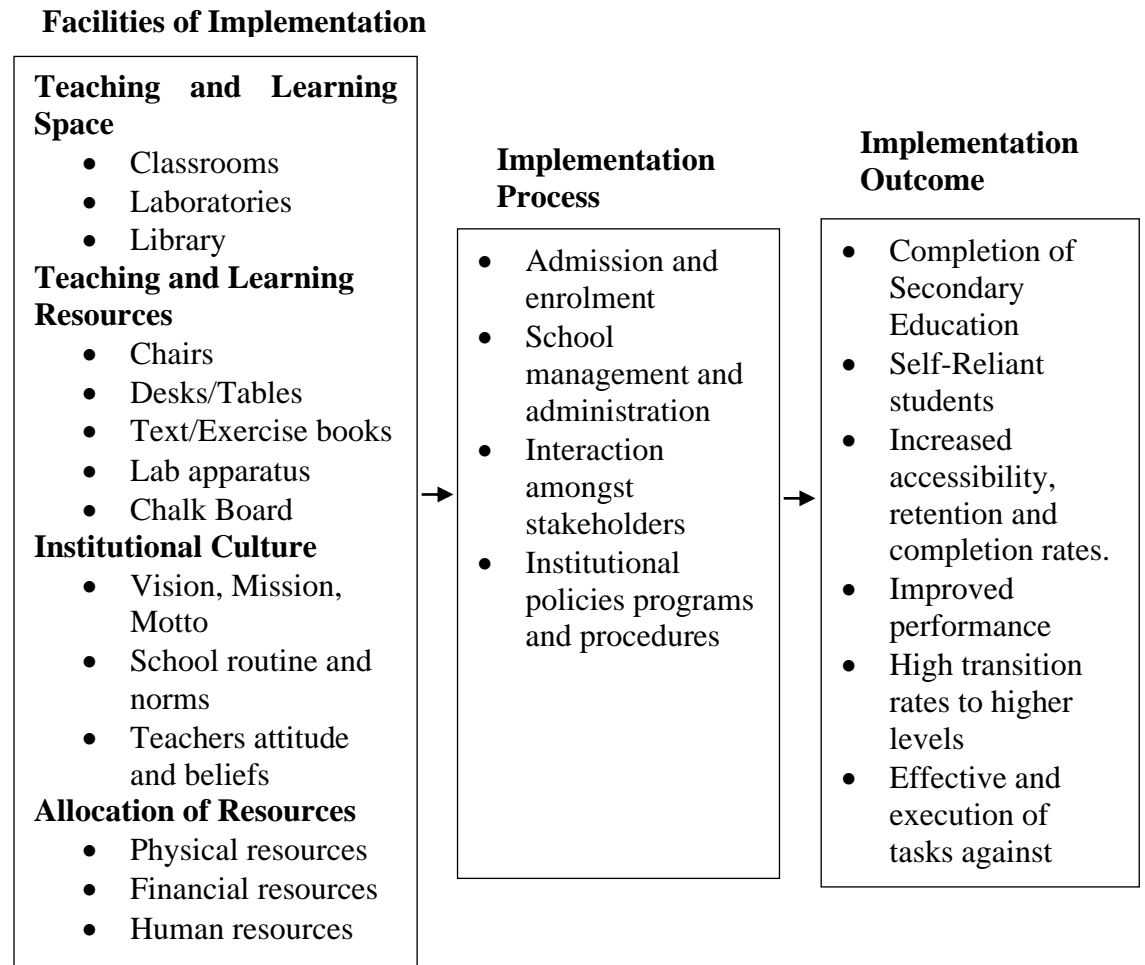 Facilities of Implementation
Teaching and Learning
Space
• Classrooms
• Laboratories
• Library
Teaching and Learning
Resources
• Chairs
• Desks/Tables
• Text/Exercise books
• Lab apparatus
• Chalk Board
Institutional Culture
• Vision, Mission,
Motto
• School routine and
norms
• Teachers attitude
and beliefs
Allocation of Resources
• Physical resources
• Financial resources
• Human resources
Implementation
Process
• Admission and
enrolment
• School
management and
administration
• Interaction
amongst
stakeholders
• Institutional
policies programs
and procedures
Implementation
Outcome
• Completion of
Secondary
Education
• Self-Reliant
students
• Increased
accessibility,
retention and
completion rates.
• Improved
performance
• High transition
rates to higher
levels
• Effective and
execution of
tasks against